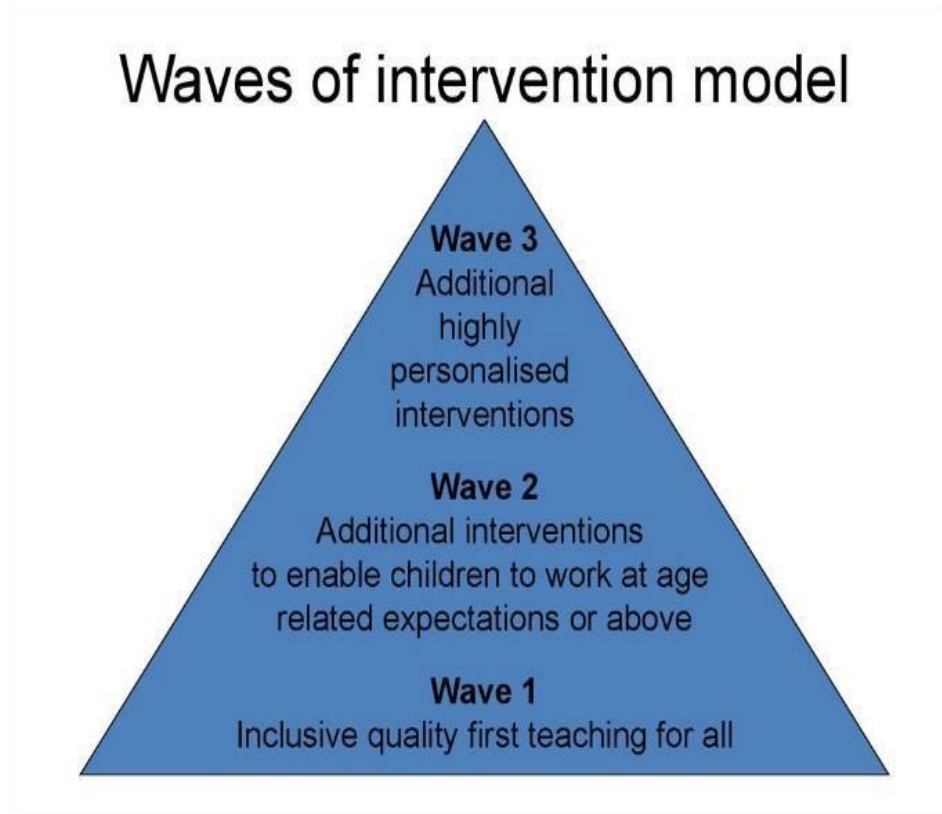 Waves of intervention model
Wave 3
Additional
highly
personalised
interventions
Wave 2
Additional interventions
to enable children to work at age
related expectations or above
Wave 1
Inclusive quality first teaching for all